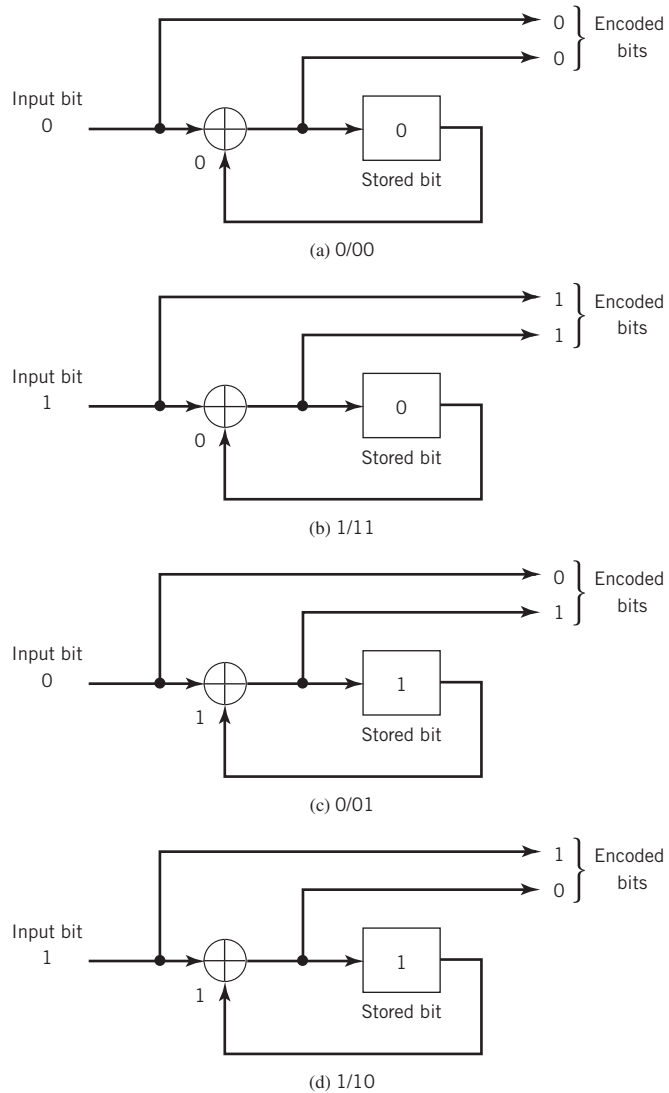 0 Encoded
0 bits
Input bit
0
0
0
Stored bit
(a) 0/00
1 Encoded
1 bits
Input bit
1
0
0
Stored bit
(b) 1/11
0 Encoded
1 bits
Input bit
0
1
1
Stored bit
(c) 0/01
1 Encoded
0 bits
Input bit
1
1
1
Stored bit
(d) 1/10